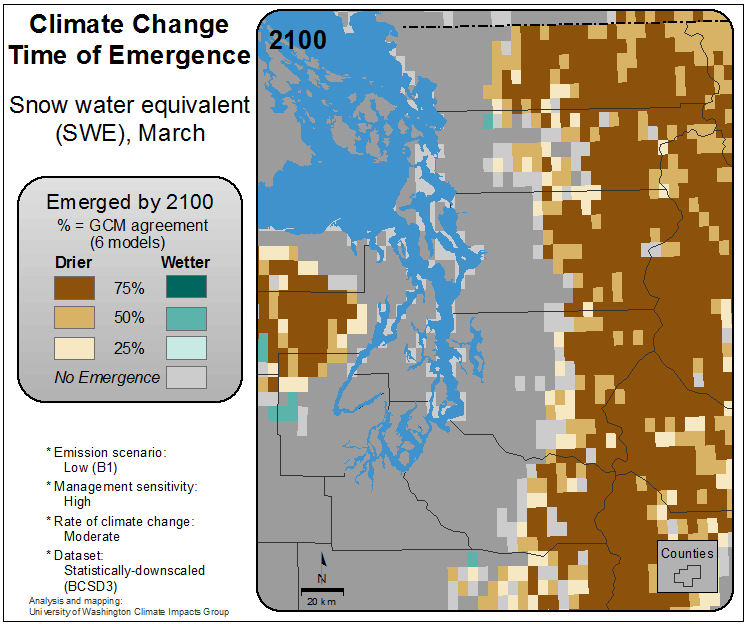 Climate Change
Time of Emergence
Snow water equivalent
(SWE), March
Emerged by 2100
% = GCM agreement
(6 models)
Drier Wetter
75%
50%
25%
No Emergence
* Emission scenario:
Low (B1)
* Management sensitivity:
High
* Rate of climate change:
Moderate
* Dataset:
Statistically-downscaled
(BCSD3)
Analysis and mapping:
University of Washington Climate Impacts Group
2100
N
20 km
Counties